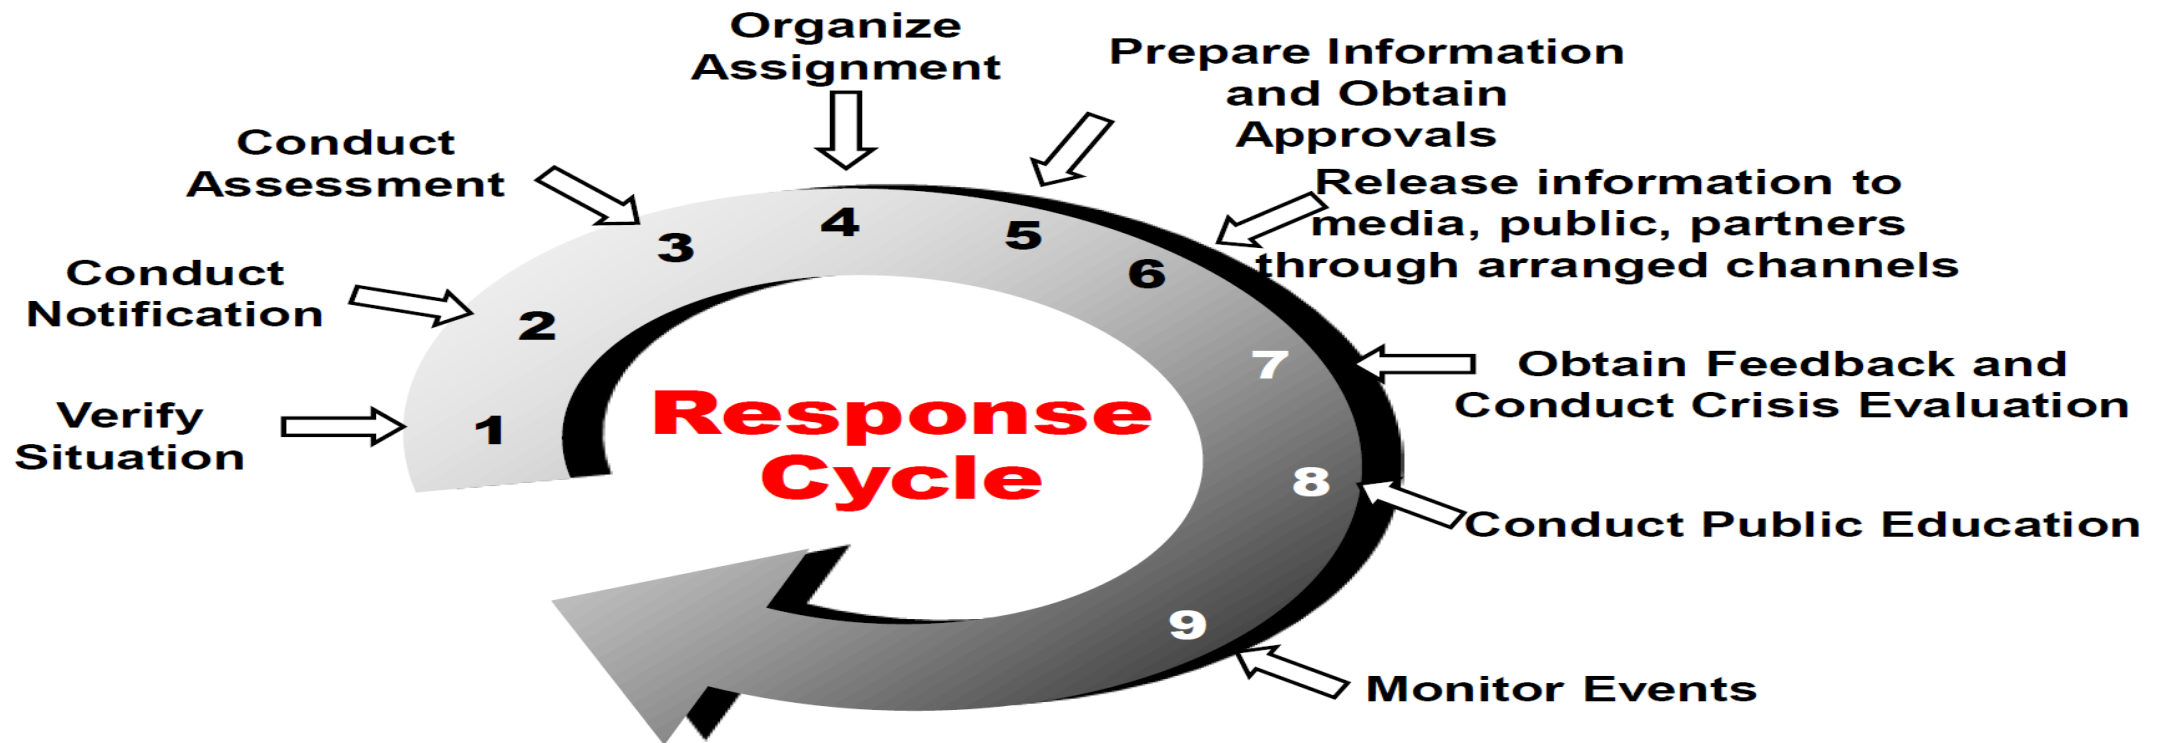 Organize
Assignment
Prepare Information
and Obtain
Approvals
Conduct
Assessment
Release information to
media, public, partners
through arranged channels
Conduct
Notification
Obtain Feedback and
Conduct Crisis Evaluation
Verify
Situation
Conduct Public Education
Monitor Events
1
2
3
4
5
6
7
8
9
Response
Cycle